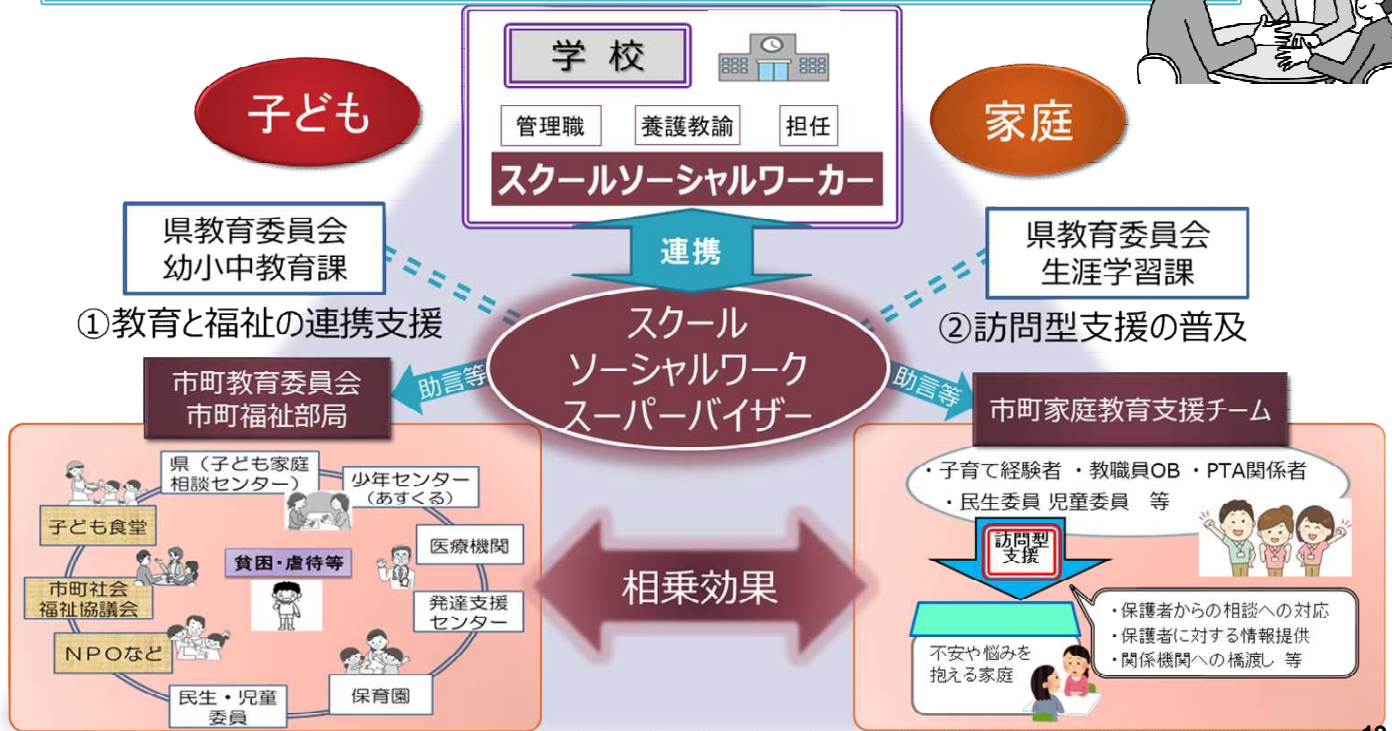 学 校
管理職
養護教諭
担任
スクールソーシャルワーカー
子ども
家庭
連携
県教育委員会
幼小中教育課
①教育と福祉の連携支援
県教育委員会
生涯学習課
②訪問型支援の普及
スクール
ソーシャルワーク
スーパーバイザー
助言等
助言等
市町教育委員会
市町福祉部局
市町家庭教育支援チーム
県(子ども家庭
相談センター)
少年センター
(あすくる)
子ども食堂
医療機関
貧困・虐待等
市町社会
福祉協議会
発達支援
センター
NPOなど
民生・児童
委員
保育園
相乗効果
・子育て経験者 ・教職員OB ・PTA関係者
・民生委員 児童委員 等
訪問型
支援
不安や悩みを
抱える家庭
・保護者からの相談への対応
・保護者に対する情報提供
・関係機関への橋渡し 等